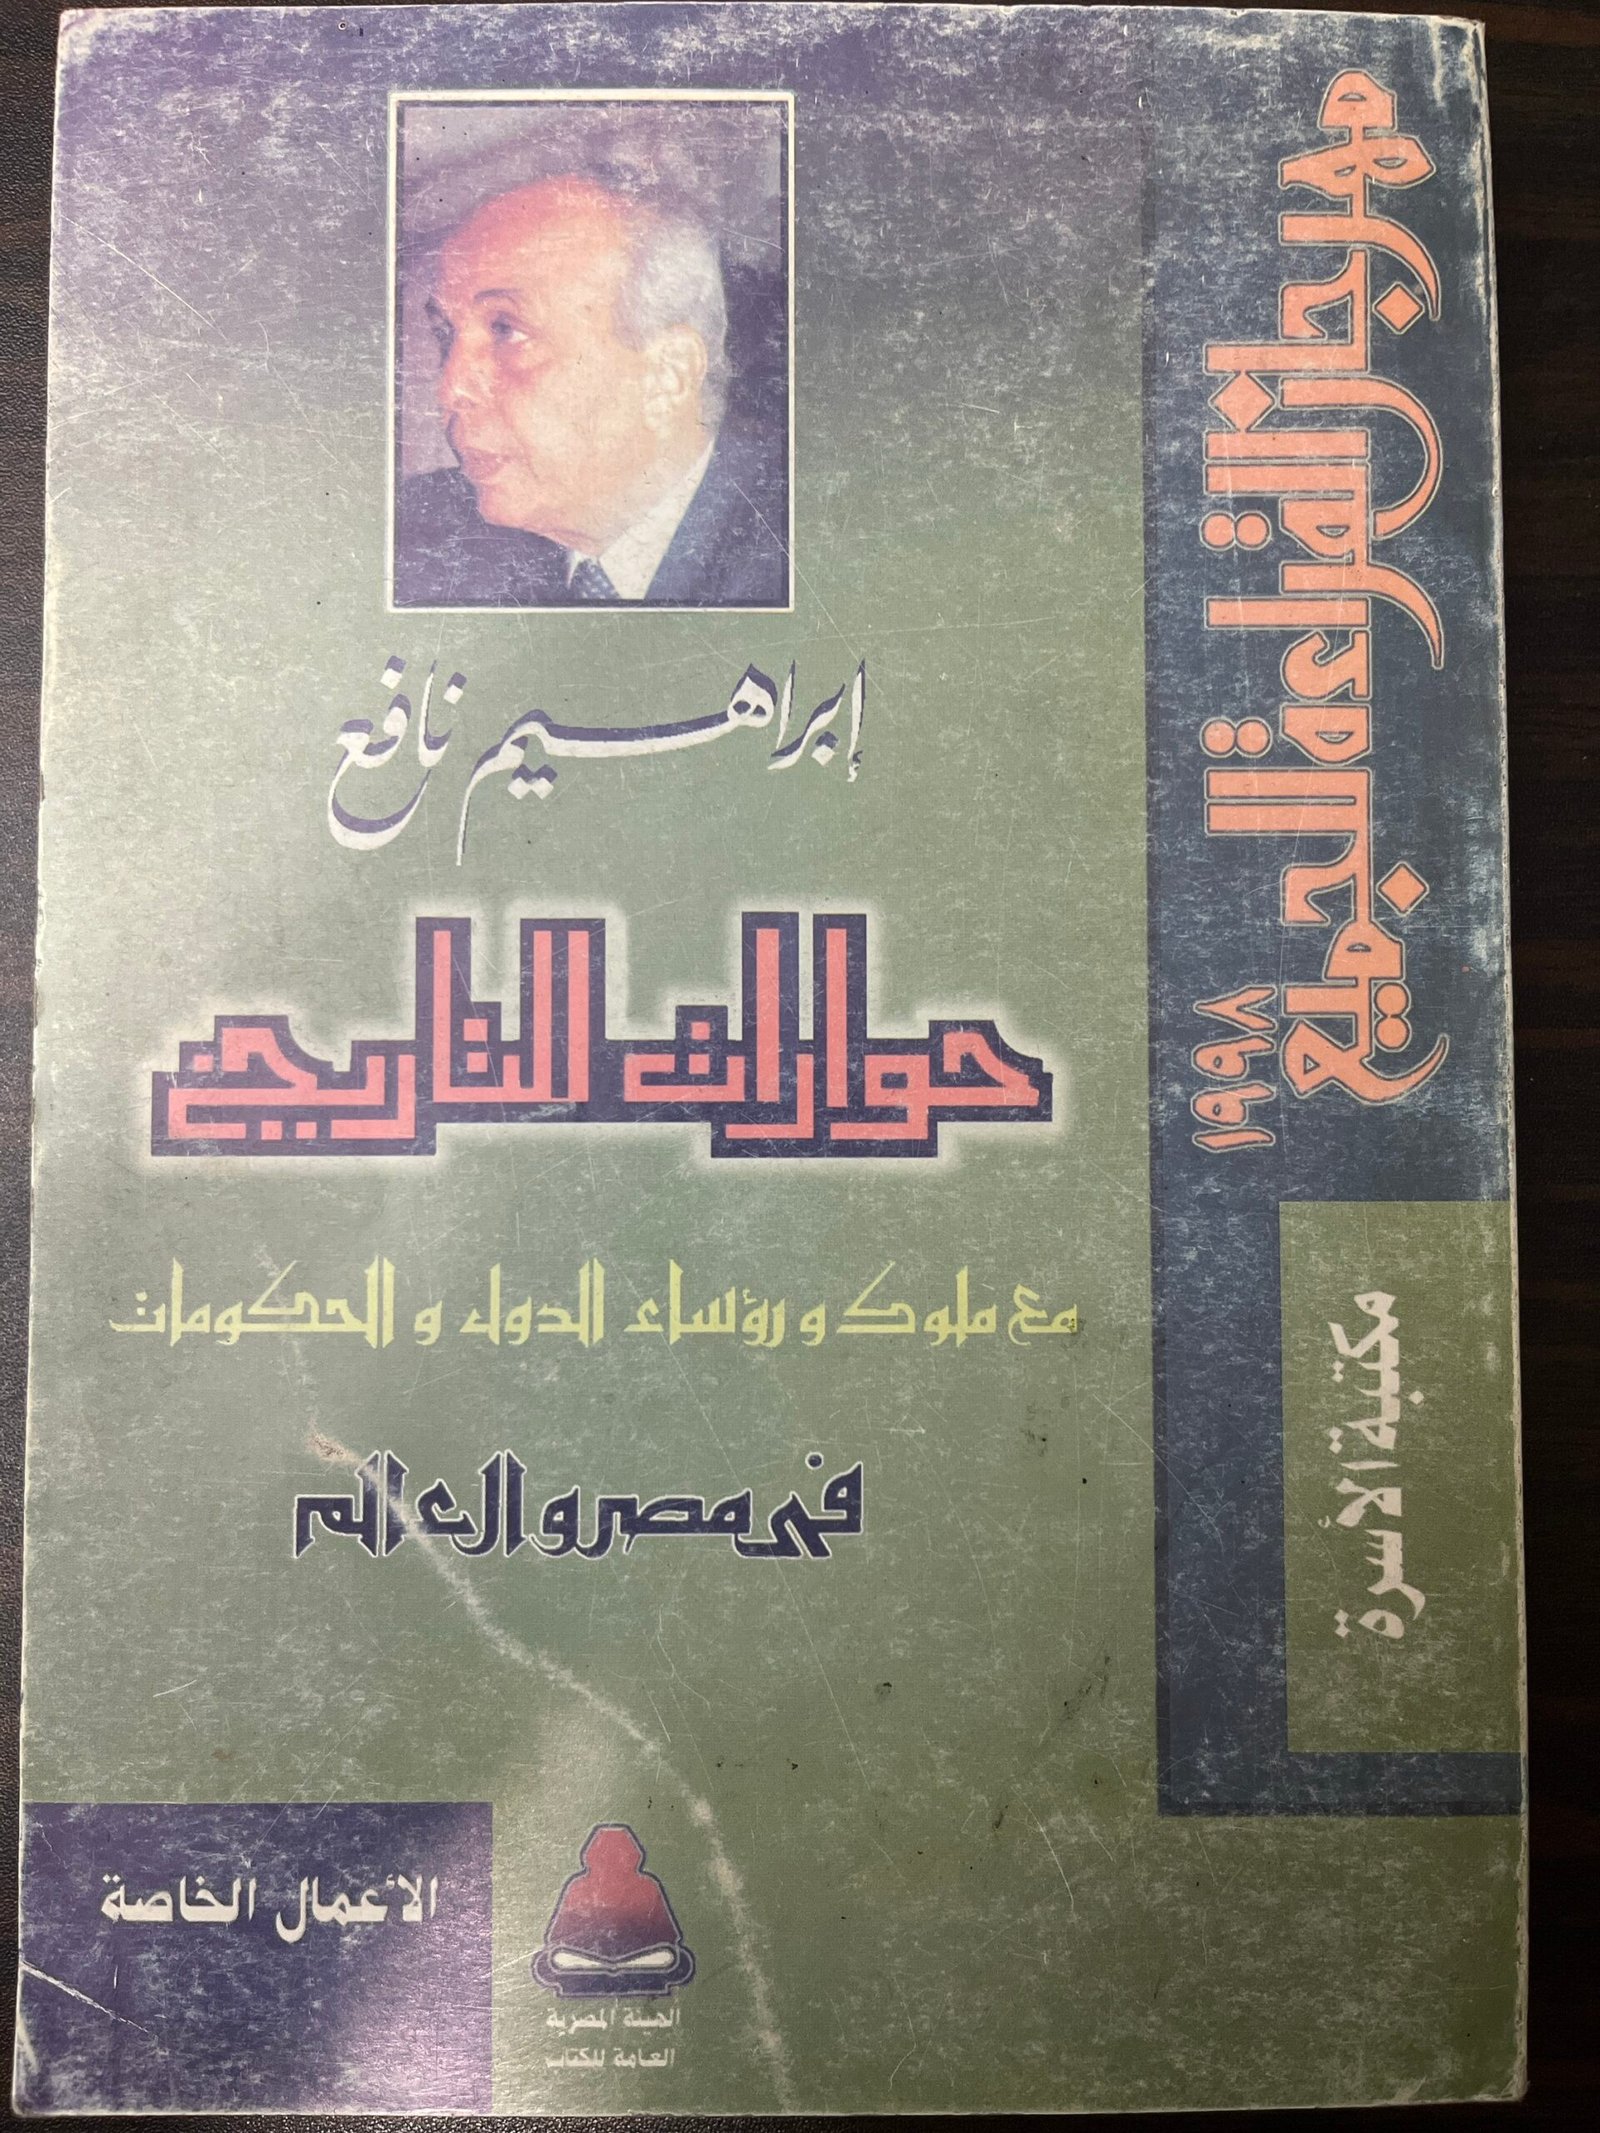 مهرجان القراءة للجميع
١٩٩٨
مكتبة الأسرة
إبراهيم نافع
حوارات التاريخ
مع ملوك و رؤساء الدول و الحكومات
فى مصر والعالم
الأعمال الخاصة
الهيئة المصرية
العامة للكتاب